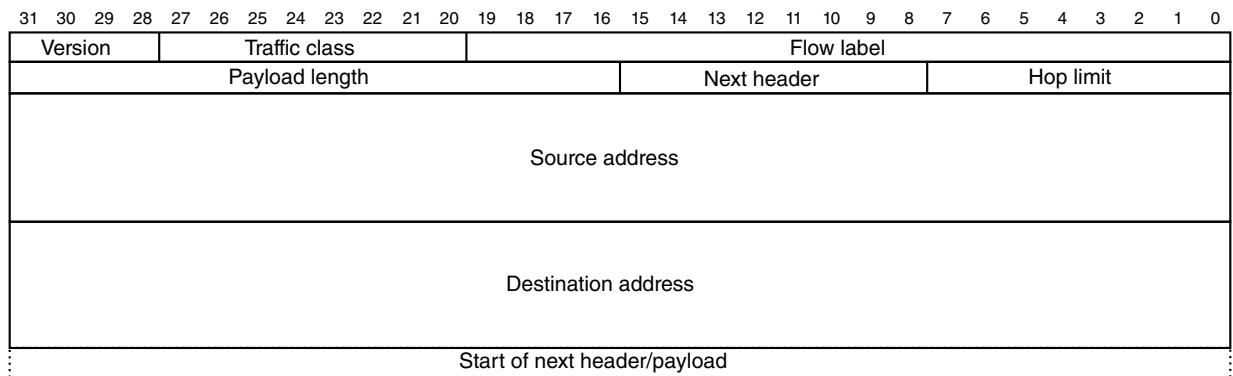 31 30 29 28 27 26 25 24 23 22 21 20 19 18 17 16 15 14 13 12 11 10 9 8 7 6 5 4 3 2 1 0
Version Traffic class Flow label
Payload length Next header Hop limit
Source address
Destination address
Start of next header/payload